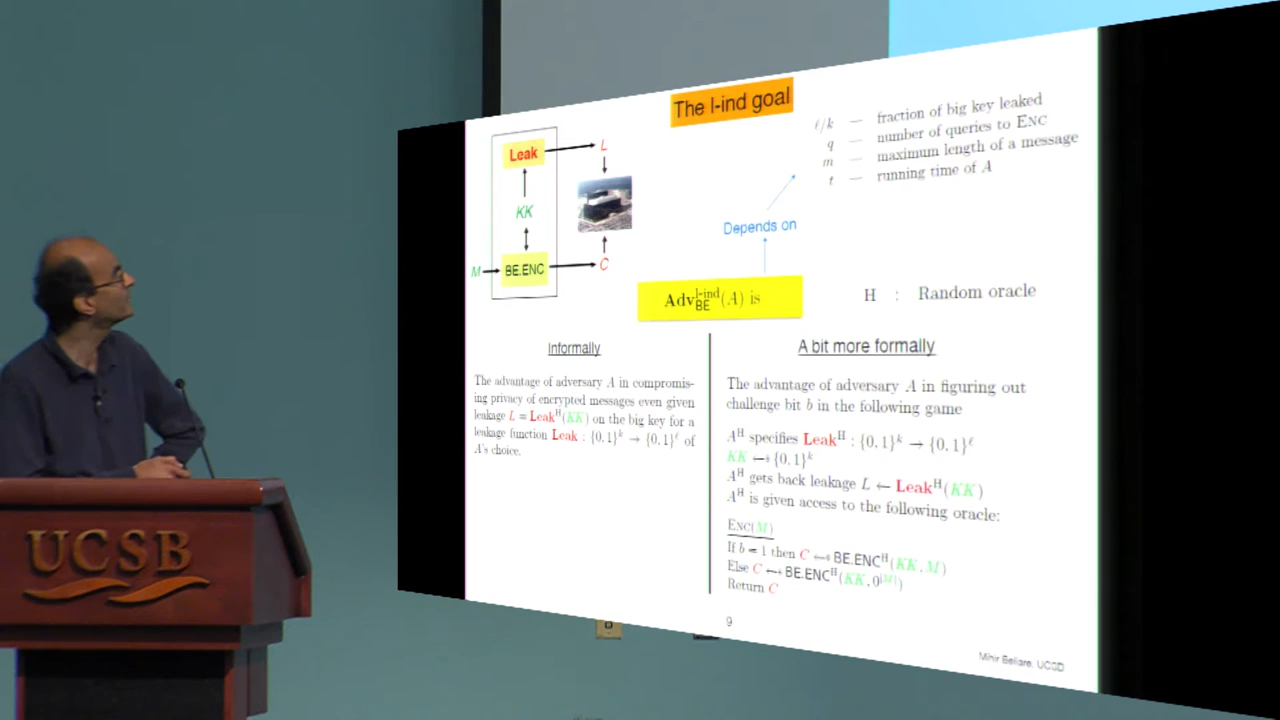 The l-ind goal
ℓ/k — fraction of big key leaked
q — number of queries to ENC
m — maximum length of a message
t — running time of A
Leak
L
KK
M
BE.ENC
C
Depends on
Adv^{l-ind}_{BE}(A) is
H : Random oracle
Informally
The advantage of adversary A in compromis-
ing privacy of encrypted messages even given
leakage L = Leak^H(KK) on the big key for a
leakage function Leak : {0,1}^k → {0,1}^ℓ of
A's choice.
A bit more formally
The advantage of adversary A in figuring out
challenge bit b in the following game
A^H specifies Leak^H : {0,1}^k → {0,1}^ℓ
KK ←$ {0,1}^k
A^H gets back leakage L ← Leak^H(KK)
A^H is given access to the following oracle:
ENC(M)
If b = 1 then C ←$ BE.ENC^H(KK, M)
Else C ←$ BE.ENC^H(KK, 0^{|M|})
Return C
9
Mihir Bellare, UCSD
UCSB